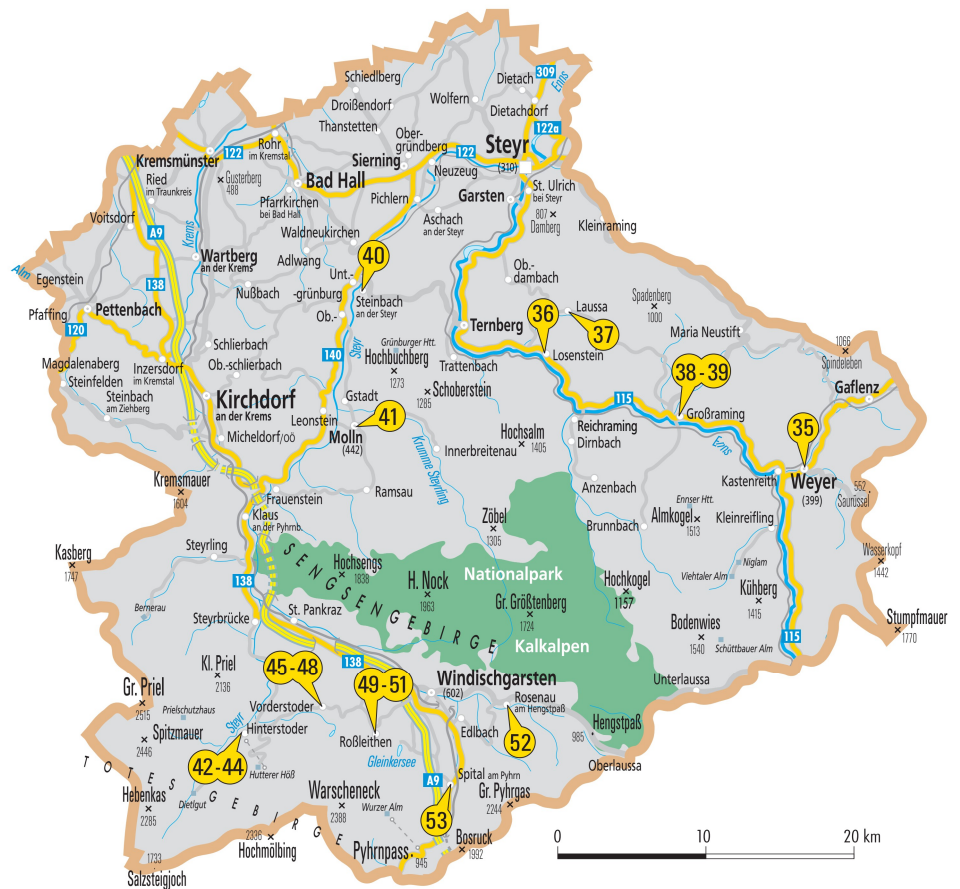 Schiedlberg
Dietach
309
Enns
Droißendorf
Wolfern
Dietachdorf
Thanstetten
Ober-
gründberg
122a
Steyr
(310)
Kremsmünster
122
Rohr
im Kremstal
Sierning
122
Neuzeug
Ried
im Traunkreis
Gusterberg
488
Bad Hall
Pfarrkirchen
bei Bad Hall
Pichlern
Garsten
St. Ulrich
bei Steyr
807
Damberg
Kleinraming
Voitsdorf
A9
Krems
Waldneukirchen
Aschach
an der Steyr
Wartberg
an der Krems
Adlwang
40
Alm
Egenstein
138
Nußbach
Unt.-
-grünburg
Ob.-
Steinbach
an der Steyr
Ob.-
dambach
Pfaffing
Pettenbach
120
36
Laussa
37
Spadenberg
1000
Maria Neustift
Ternberg
Losenstein
1066
Spindeleben
Magdalenaberg
Schlierbach
Inzersdorf
im Kremstal
Ob.-schlierbach
140
Steyr
Grünburger Htt.
Hochbuchberg
1273
Trattenbach
38 - 39
Steinfelden
Steinbach
am Ziehberg
Kirchdorf
an der Krems
Gstadt
1285
Schoberstein
115
Großraming
Gaflenz
Leonstein
41
Molln
(442)
Reichraming
Dirnbach
Enns
35
Micheldorf/oö
Hochsalm
1405
Innerbreitenau
Krumme Steyrling
Kastenreith
Weyer
(399)
Kremsmauer
1604
Frauenstein
Ramsau
Anzenbach
Ennser Htt.
Almkogel
1513
552
Saurüssel
Klaus
an der Pyhrnb.
Zöbel
1305
Brunnbach
Kleinreifling
Kasberg
1747
Steyrling
SENGSENGEBIRGE
Hochsengs
1838
H. Nock
1963
Nationalpark
Niglam
Wasserkopf
1442
Viehtaler Alm
138
Gr. Größtenberg
1724
Hochkogel
1157
Kühberg
1415
Bernerau
Steyrbrücke
St. Pankraz
Kalkalpen
Bodenwies
1540
115
Stumpfmauer
1770
Schüttbauer Alm
Kl. Priel
2136
45 - 48
138
49 - 51
Windischgarsten
(602)
Unterlaussa
Gr. Priel
2515
Prielschutzhaus
Vorderstoder
Rosenau
am Hengstpaß
Hengstpaß
985
Spitzmauer
2446
Steyr
Hinterstoder
Roßleithen
Edlbach
52
Oberlaussa
42 - 44
Hutterer Höß
Gleinkersee
A9
Spital am Pyhrn
TOTES GEBIRGE
Hebenkas
2285
Dietlgut
Warscheneck
2388
Wurzer Alm
53
Gr. Pyhrgas
2244
2336
Hochmölbing
Bosruck
1992
Pyhrnpass
945
1733
Salzsteigjoch
0 10 20 km